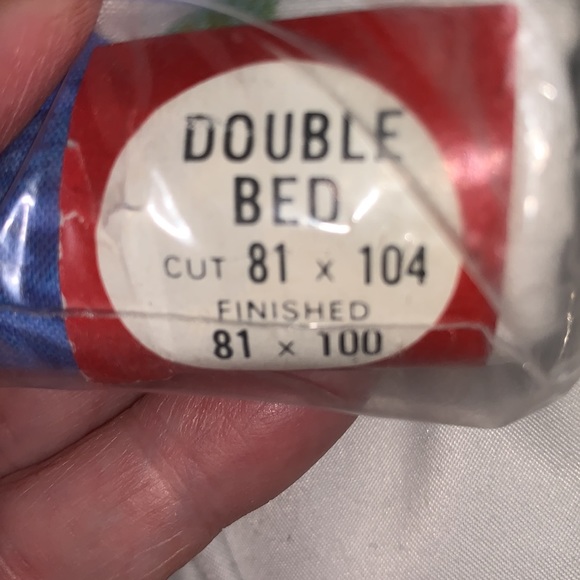 DOUBLE
BED
CUT 81 x 104
FINISHED
81 x 100